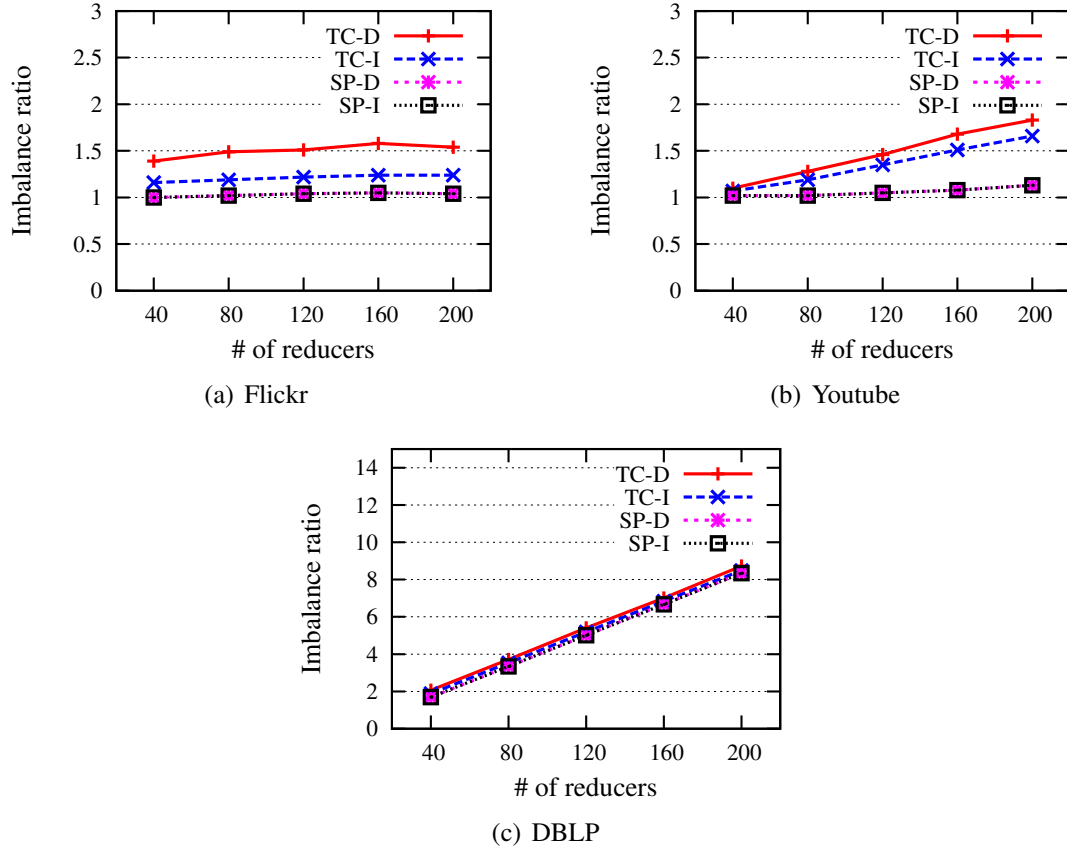 3
2.5
2
1.5
1
0.5
0
Imbalance ratio
TC-D
TC-I
SP-D
SP-I
40 80 120 160 200
# of reducers
(a) Flickr
3
2.5
2
1.5
1
0.5
0
Imbalance ratio
TC-D
TC-I
SP-D
SP-I
40 80 120 160 200
# of reducers
(b) Youtube
14
12
10
8
6
4
2
0
Imbalance ratio
TC-D
TC-I
SP-D
SP-I
40 80 120 160 200
# of reducers
(c) DBLP